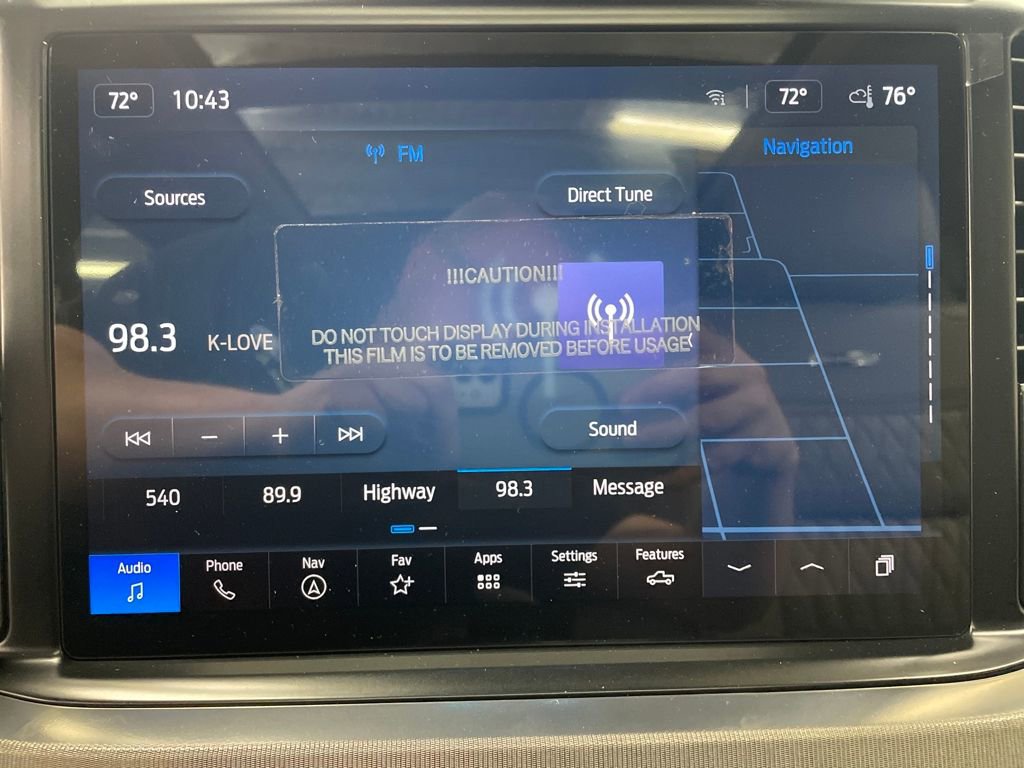 72° 10:43 72° 76°
FM Navigation
Sources Direct Tune
!!!CAUTION!!!
DO NOT TOUCH DISPLAY DURING INSTALLATION
THIS FILM IS TO BE REMOVED BEFORE USAGE
98.3 K-LOVE
Sound
540 89.9 Highway 98.3 Message
Audio Phone Nav Fav Apps Settings Features